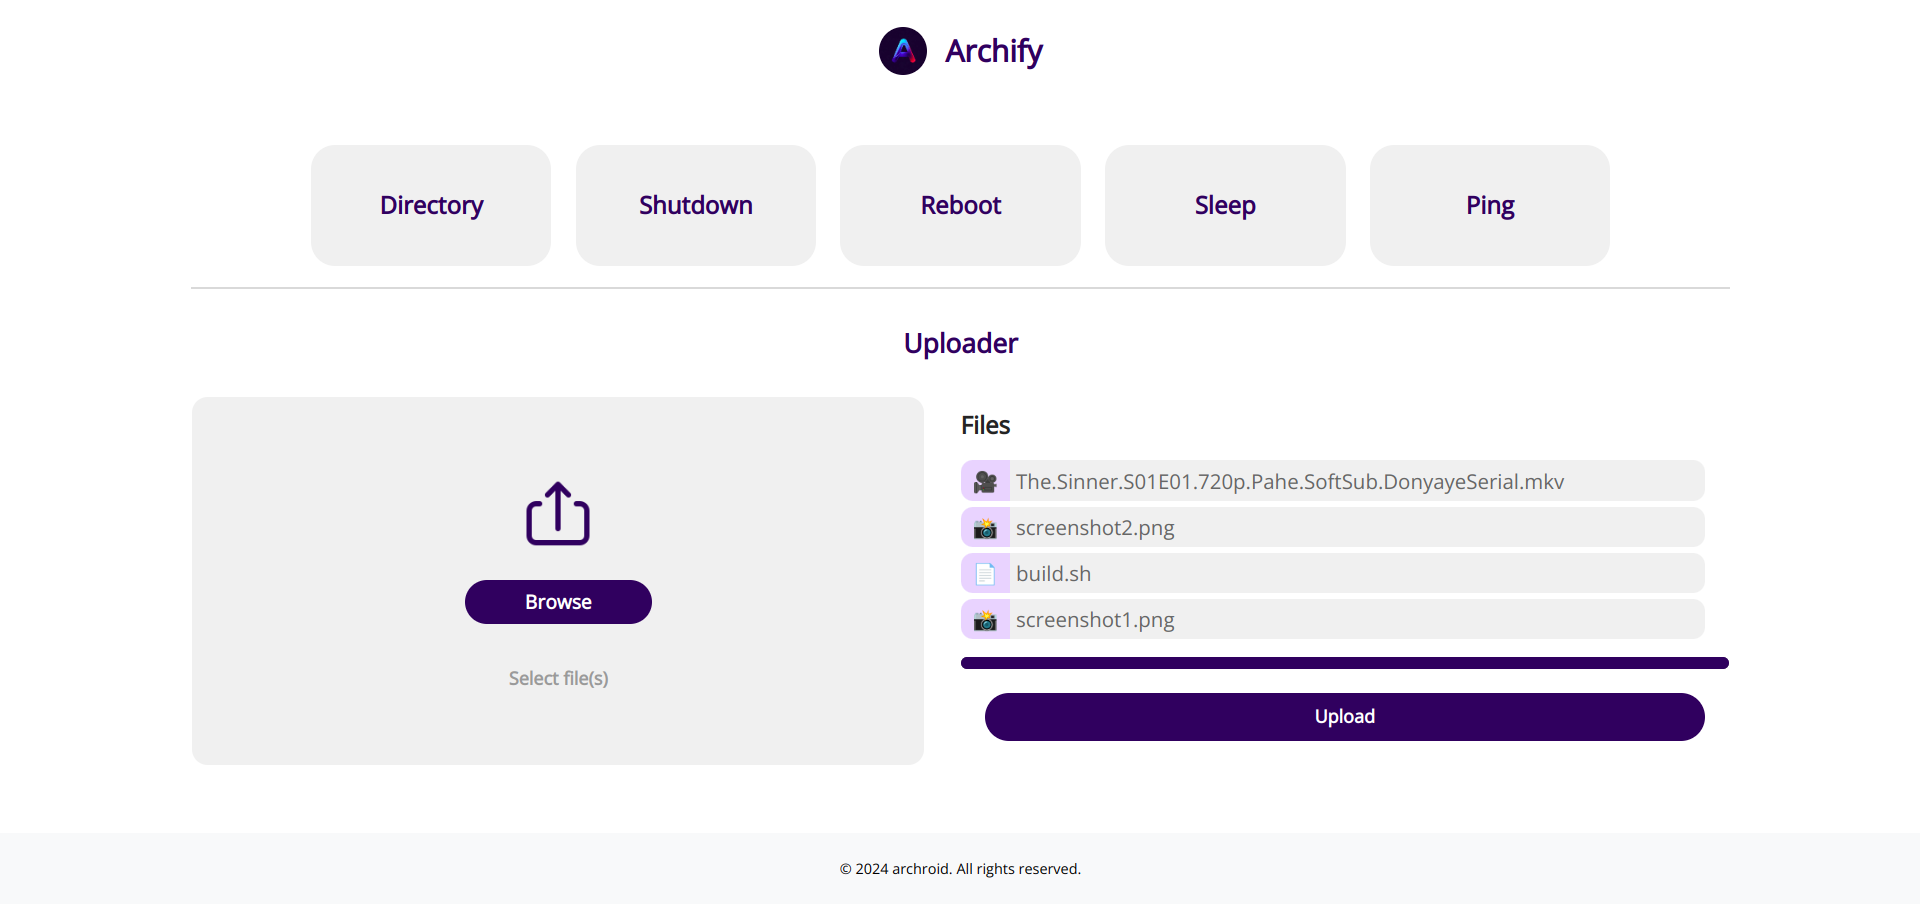 Archify
Directory
Shutdown
Reboot
Sleep
Ping
Uploader
Browse
Select file(s)
Files
The.Sinner.S01E01.720p.Pahe.SoftSub.DonyayeSerial.mkv
screenshot2.png
build.sh
screenshot1.png
Upload
© 2024 archroid. All rights reserved.